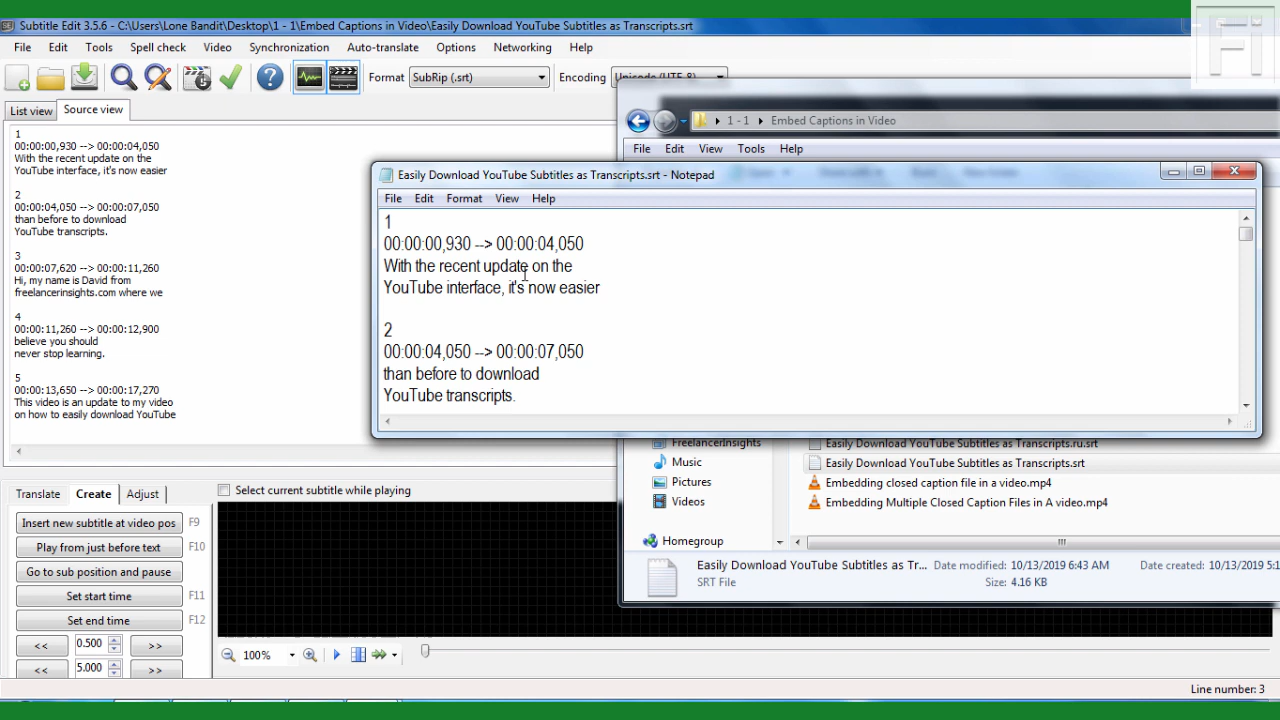 Subtitle Edit 3.5.6 - C:\Users\Lone Bandit\Desktop\1 - 1\Embed Captions in Video\Easily Download YouTube Subtitles as Transcripts.srt
File Edit Tools Spell check Video Synchronization Auto-translate Options Networking Help
Format SubRip (.srt) Encoding Unicode (UTF-8)
Fi
List view Source view
1
00:00:00,930 --> 00:00:04,050
With the recent update on the
YouTube interface, it's now easier
2
00:00:04,050 --> 00:00:07,050
than before to download
YouTube transcripts.
3
00:00:07,620 --> 00:00:11,260
Hi, my name is David from
freelancerinsights.com where we
4
00:00:11,260 --> 00:00:12,900
believe you should
never stop learning.
5
00:00:13,650 --> 00:00:17,270
This video is an update to my video
on how to easily download YouTube
1 - 1 Embed Captions in Video
File Edit View Tools Help
Easily Download YouTube Subtitles as Transcripts.srt - Notepad
File Edit Format View Help
1
00:00:00,930 --> 00:00:04,050
With the recent update on the
YouTube interface, it's now easier
2
00:00:04,050 --> 00:00:07,050
than before to download
YouTube transcripts.
FreelancerInsights
Music
Pictures
Videos
Homegroup
Easily Download YouTube Subtitles as Transcripts.ru.srt
Easily Download YouTube Subtitles as Transcripts.srt
Embedding closed caption file in a video.mp4
Embedding Multiple Closed Caption Files in A video.mp4
Easily Download YouTube Subtitles as Tr... Date modified: 10/13/2019 6:43 AM Date created: 10/13/2019 5:1
SRT File Size: 4.16 KB
Translate Create Adjust
Select current subtitle while playing
Insert new subtitle at video pos F9
Play from just before text F10
Go to sub position and pause
Set start time F11
Set end time F12
<< 0.500 >>
<< 5.000 >>
100%
Line number: 3